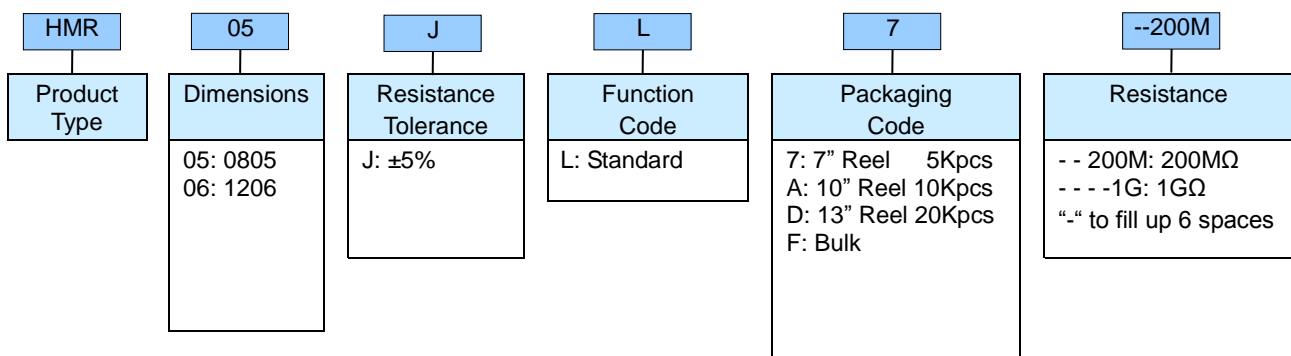 HMR 05 J L 7 --200M
Product Type
Dimensions
Resistance Tolerance
Function Code
Packaging Code
Resistance
05: 0805
06: 1206
J: ±5%
L: Standard
7: 7” Reel 5Kpcs
A: 10” Reel 10Kpcs
D: 13” Reel 20Kpcs
F: Bulk
- - 200M: 200MΩ
- - - -1G: 1GΩ
“-“ to fill up 6 spaces